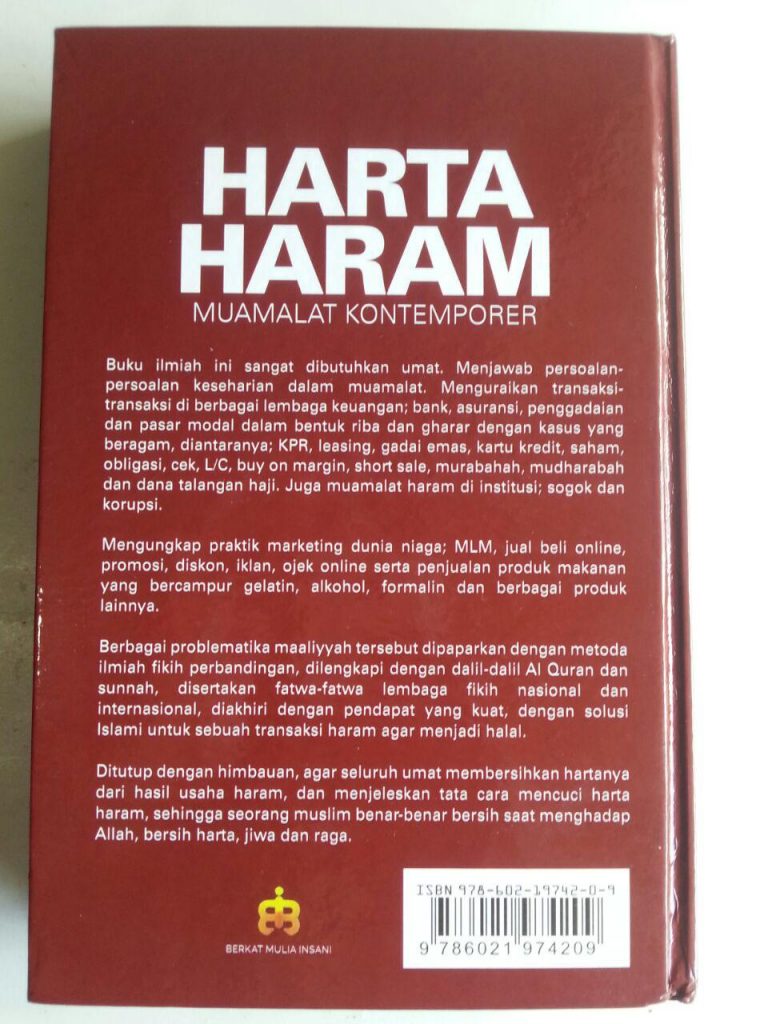 HARTA
HARAM
MUAMALAT KONTEMPORER
Buku ilmiah ini sangat dibutuhkan umat. Menjawab persoalan-
persoalan keseharian dalam muamalat. Menguraikan transaksi-
transaksi di berbagai lembaga keuangan; bank, asuransi, penggadaian
dan pasar modal dalam bentuk riba dan gharar dengan kasus yang
beragam, diantaranya; KPR, leasing, gadai emas, kartu kredit, saham,
obligasi, cek, L/C, buy on margin, short sale, murabahah, mudharabah
dan dana talangan haji. Juga muamalat haram di institusi; sogok dan
korupsi.
Mengungkap praktik marketing dunia niaga; MLM, jual beli online,
promosi, diskon, iklan, ojek online serta penjualan produk makanan
yang bercampur gelatin, alkohol, formalin dan berbagai produk
lainnya.
Berbagai problematika maaliyyah tersebut dipaparkan dengan metoda
ilmiah fikih perbandingan, dilengkapi dengan dalil-dalil Al Quran dan
sunnah, disertakan fatwa-fatwa lembaga fikih nasional dan
internasional, diakhiri dengan pendapat yang kuat, dengan solusi
Islami untuk sebuah transaksi haram agar menjadi halal.
Ditutup dengan himbauan, agar seluruh umat membersihkan hartanya
dari hasil usaha haram, dan menjeleskan tata cara mencuci harta
haram, sehingga seorang muslim benar-benar bersih saat menghadap
Allah, bersih harta, jiwa dan raga.
BERKAT MULIA INSANI
ISBN 978-602-19742-0-9
9 786021 974209